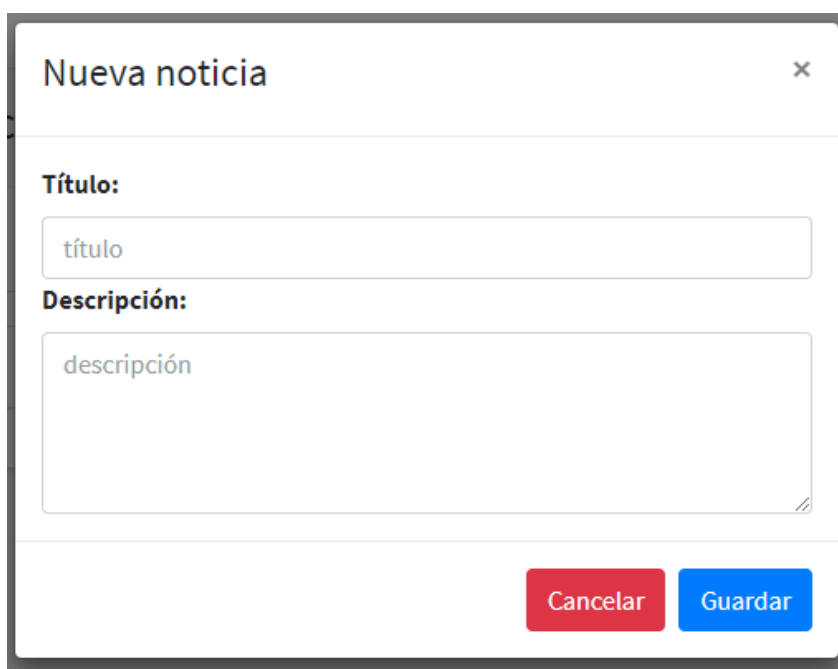 Nueva noticia ×
Título:
título
Descripción:
descripción
Cancelar Guardar